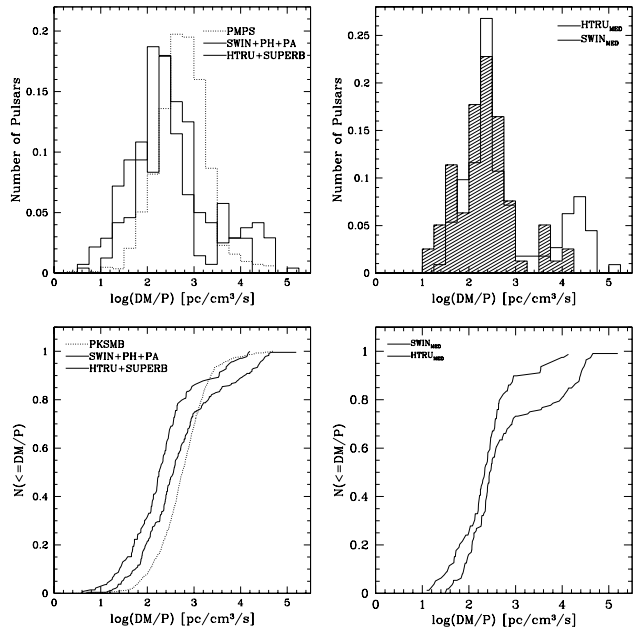 PMPS
SWIN+PH+PA
HTRU+SUPERB
Number of Pulsars
0.2
0.15
0.1
0.05
0
0 1 2 3 4 5
log(DM/P) [pc/cm³/s]
HTRU_MED
SWIN_MED
Number of Pulsars
0.25
0.2
0.15
0.1
0.05
0
0 1 2 3 4 5
log(DM/P) [pc/cm³/s]
PKSMB
SWIN+PH+PA
HTRU+SUPERB
N(<=DM/P)
1
0.8
0.6
0.4
0.2
0
0 1 2 3 4 5
log(DM/P) [pc/cm³/s]
SWIN_MED
HTRU_MED
N(<=DM/P)
1
0.8
0.6
0.4
0.2
0
0 1 2 3 4 5
log(DM/P) [pc/cm³/s]